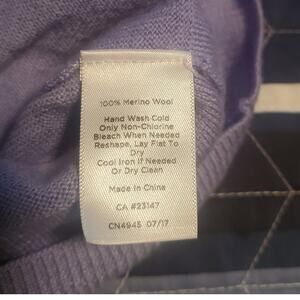 100% Merino Wool
Hand Wash Cold
Only Non-Chlorine
Bleach When Needed
Reshape, Lay Flat To
Dry
Cool Iron If Needed
Or Dry Clean
Made in China
CA #23147
CN4945 07/17